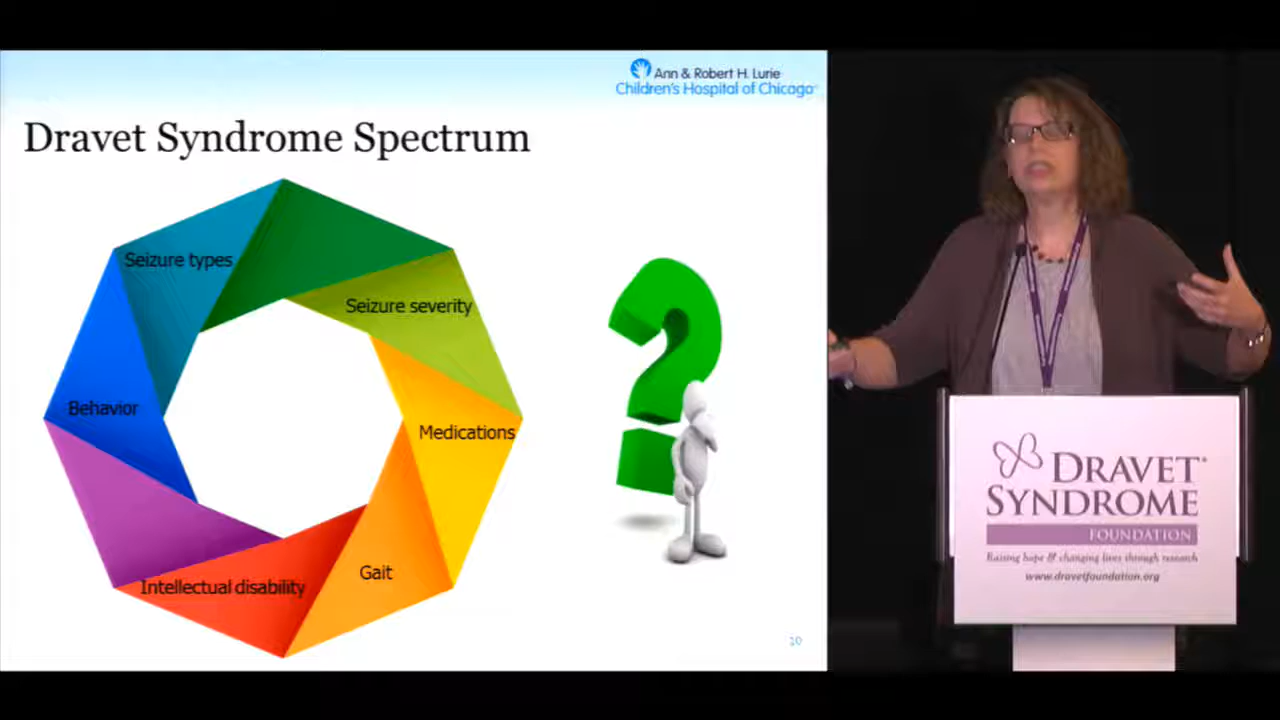 Ann & Robert H. Lurie
Children's Hospital of Chicago
Dravet Syndrome Spectrum
Seizure types
Seizure severity
Behavior
Medications
Gait
Intellectual disability
10
DRAVET
SYNDROME
FOUNDATION
Raising hope & changing lives through research
www.dravetfoundation.org